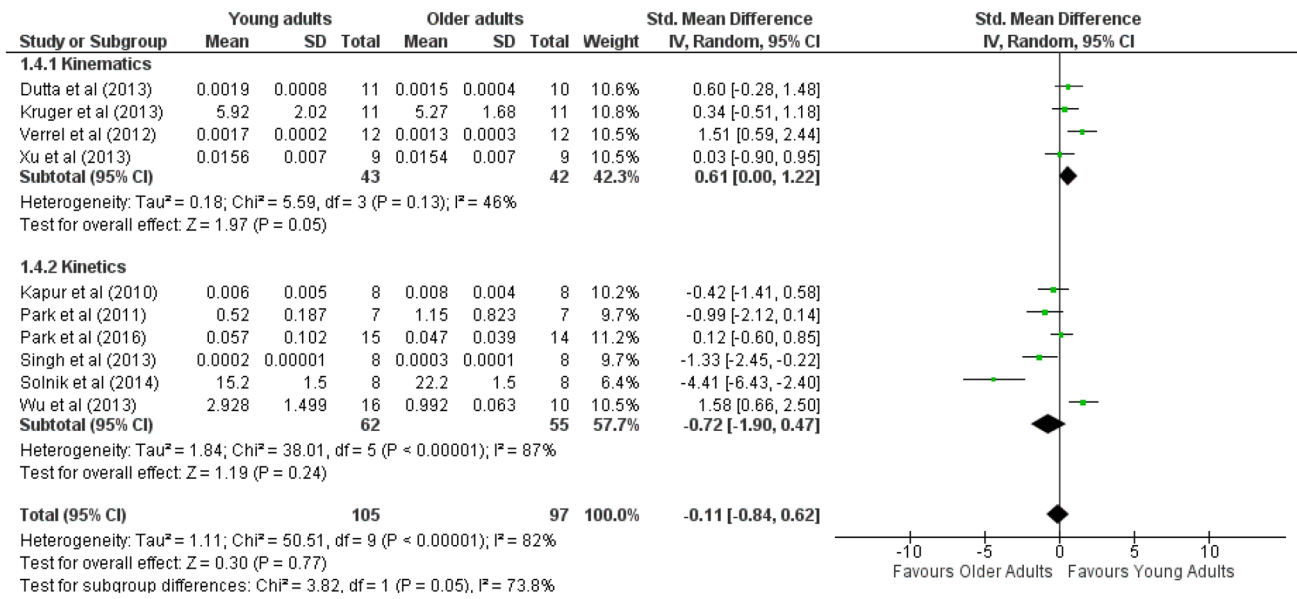 Young adults Older adults Std. Mean Difference Std. Mean Difference
Study or Subgroup Mean SD Total Mean SD Total Weight IV, Random, 95% CI IV, Random, 95% CI
1.4.1 Kinematics
Dutta et al (2013) 0.0019 0.0008 11 0.0015 0.0004 10 10.6% 0.60 [-0.28, 1.48]
Kruger et al (2013) 5.92 2.02 11 5.27 1.68 11 10.8% 0.34 [-0.51, 1.18]
Verrel et al (2012) 0.0017 0.0002 12 0.0013 0.0003 12 10.5% 1.51 [0.59, 2.44]
Xu et al (2013) 0.0156 0.007 9 0.0154 0.007 9 10.5% 0.03 [-0.90, 0.95]
Subtotal (95% CI) 43 42 42.3% 0.61 [0.00, 1.22]
Heterogeneity: Tau² = 0.18; Chi² = 5.59, df = 3 (P = 0.13); I² = 46%
Test for overall effect: Z = 1.97 (P = 0.05)
1.4.2 Kinetics
Kapur et al (2010) 0.006 0.005 8 0.008 0.004 8 10.2% -0.42 [-1.41, 0.58]
Park et al (2011) 0.52 0.187 7 1.15 0.823 7 9.7% -0.99 [-2.12, 0.14]
Park et al (2016) 0.057 0.102 15 0.047 0.039 14 11.2% 0.12 [-0.60, 0.85]
Singh et al (2013) 0.0002 0.00001 8 0.0003 0.0001 8 9.7% -1.33 [-2.45, -0.22]
Solnik et al (2014) 15.2 1.5 8 22.2 1.5 8 6.4% -4.41 [-6.43, -2.40]
Wu et al (2013) 2.928 1.499 16 0.992 0.063 10 10.5% 1.58 [0.66, 2.50]
Subtotal (95% CI) 62 55 57.7% -0.72 [-1.90, 0.47]
Heterogeneity: Tau² = 1.84; Chi² = 38.01, df = 5 (P < 0.00001); I² = 87%
Test for overall effect: Z = 1.19 (P = 0.24)
Total (95% CI) 105 97 100.0% -0.11 [-0.84, 0.62]
Heterogeneity: Tau² = 1.11; Chi² = 50.51, df = 9 (P < 0.00001); I² = 82%
Test for overall effect: Z = 0.30 (P = 0.77)
Test for subgroup differences: Chi² = 3.82, df = 1 (P = 0.05), I² = 73.8%
-10 -5 0 5 10
Favours Older Adults Favours Young Adults